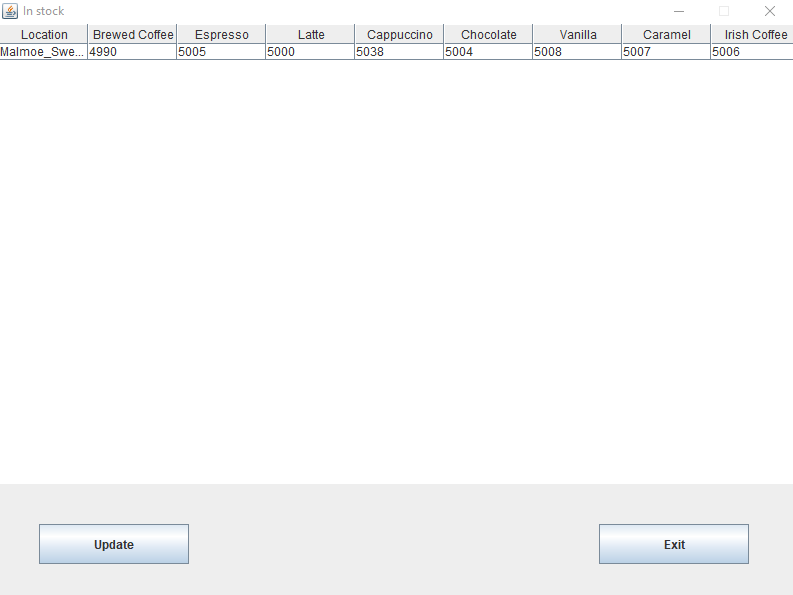 In stock
Location Brewed Coffee Espresso Latte Cappuccino Chocolate Vanilla Caramel Irish Coffee
Malmoe_Swe... 4990 5005 5000 5038 5004 5008 5007 5006
Update Exit